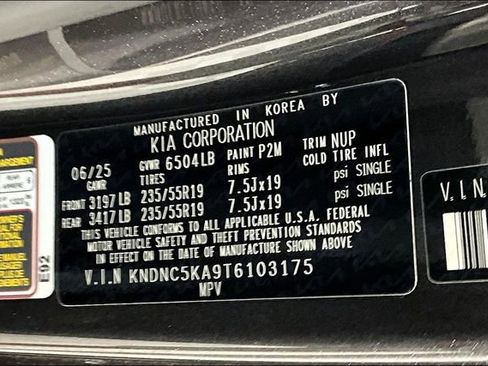 MANUFACTURED IN KOREA BY
KIA CORPORATION
06/25 GVWR 6504LB PAINT P2M TRIM NUP
GAWR TIRES RIMS COLD TIRE INFL
FRONT 3197LB 235/55R19 7.5Jx19 psi SINGLE
REAR 3417LB 235/55R19 7.5Jx19 psi SINGLE
THIS VEHICLE CONFORMS TO ALL APPLICABLE U.S.A. FEDERAL
MOTOR VEHICLE SAFETY AND THEFT PREVENTION STANDARDS
IN EFFECT ON THE DATE OF MANUFACTURE SHOWN ABOVE.
V.I.N KNDNC5KA9T6103175
MPV
E92
V.I.N